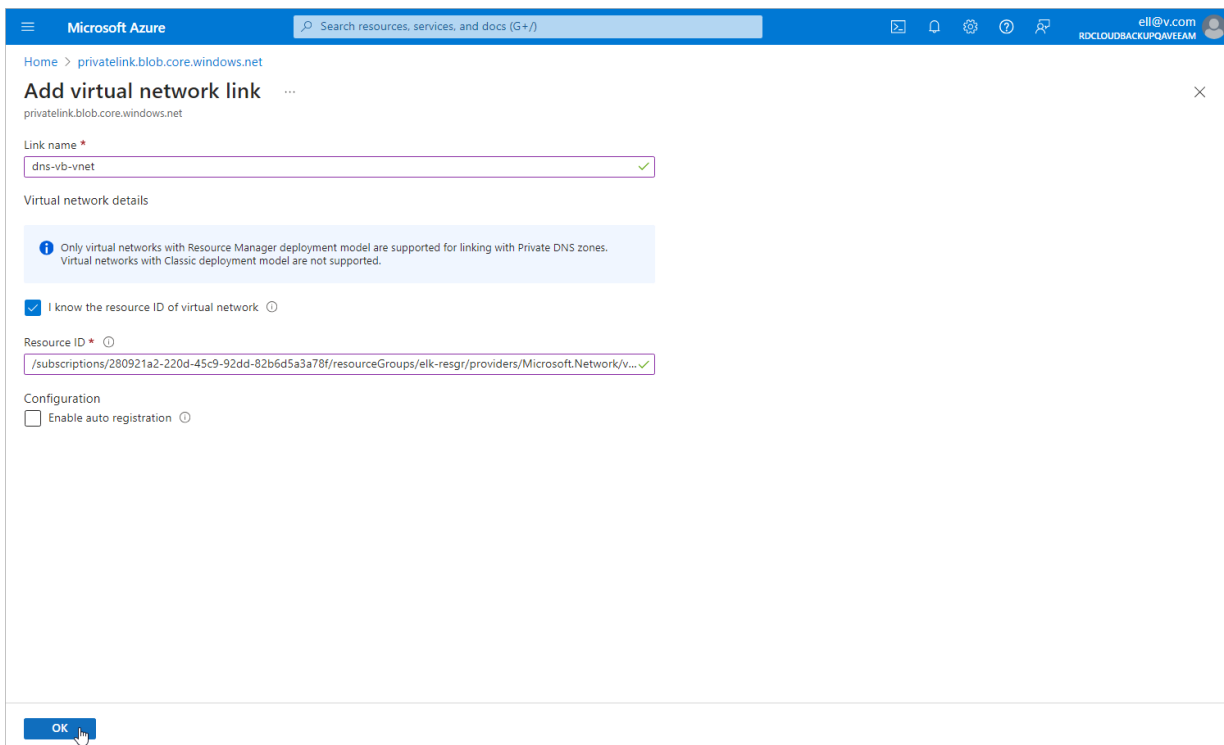 Microsoft Azure
Search resources, services, and docs (G+/)
ell@v.com
RDCLOUDBACKUPQAVEEAM
Home > privatelink.blob.core.windows.net
Add virtual network link ...
privatelink.blob.core.windows.net
Link name *
dns-vb-vnet
Virtual network details
Only virtual networks with Resource Manager deployment model are supported for linking with Private DNS zones.
Virtual networks with Classic deployment model are not supported.
I know the resource ID of virtual network
Resource ID *
/subscriptions/280921a2-220d-45c9-92dd-82b6d5a3a78f/resourceGroups/elk-resgr/providers/Microsoft.Network/v...
Configuration
Enable auto registration
OK